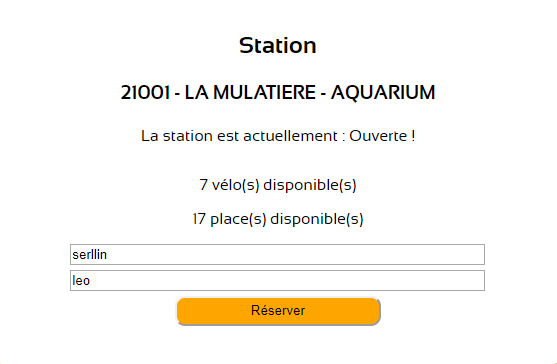 Station
21001 - LA MULATIERE - AQUARIUM
La station est actuellement : Ouverte !
7 vélo(s) disponible(s)
17 place(s) disponible(s)
serllin
leo
Réserver